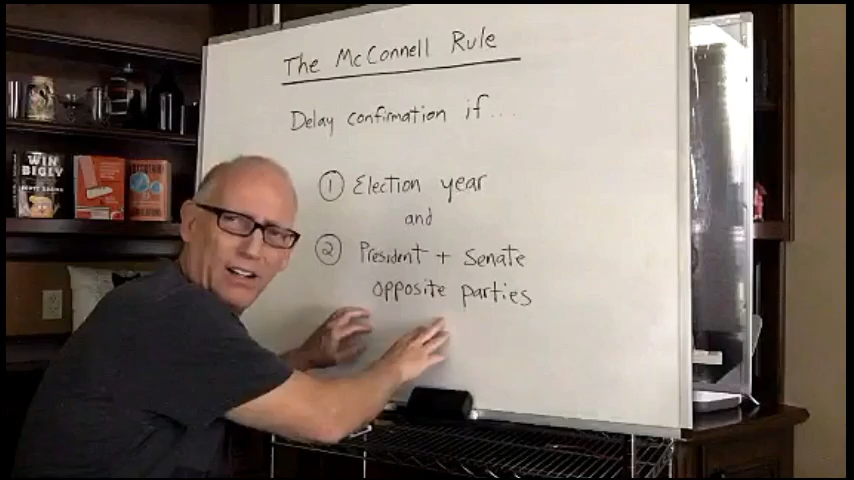 The McConnell Rule
Delay confirmation if....
① Election year
and
② President + Senate
opposite parties
WIN
BIGLY